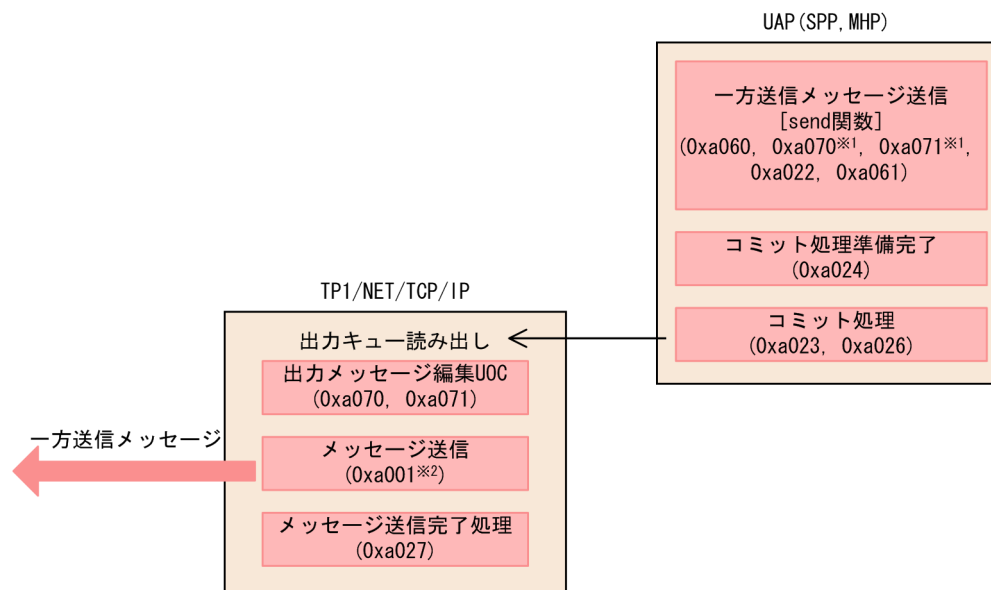 UAP(SPP,MHP)
一方送信メッセージ送信
[send関数]
(0xa060, 0xa070※1, 0xa071※1,
0xa022, 0xa061)
コミット処理準備完了
(0xa024)
コミット処理
(0xa023, 0xa026)
TP1/NET/TCP/IP
出力キュー読み出し
出力メッセージ編集UOC
(0xa070, 0xa071)
一方送信メッセージ
メッセージ送信
(0xa001※2)
メッセージ送信完了処理
(0xa027)